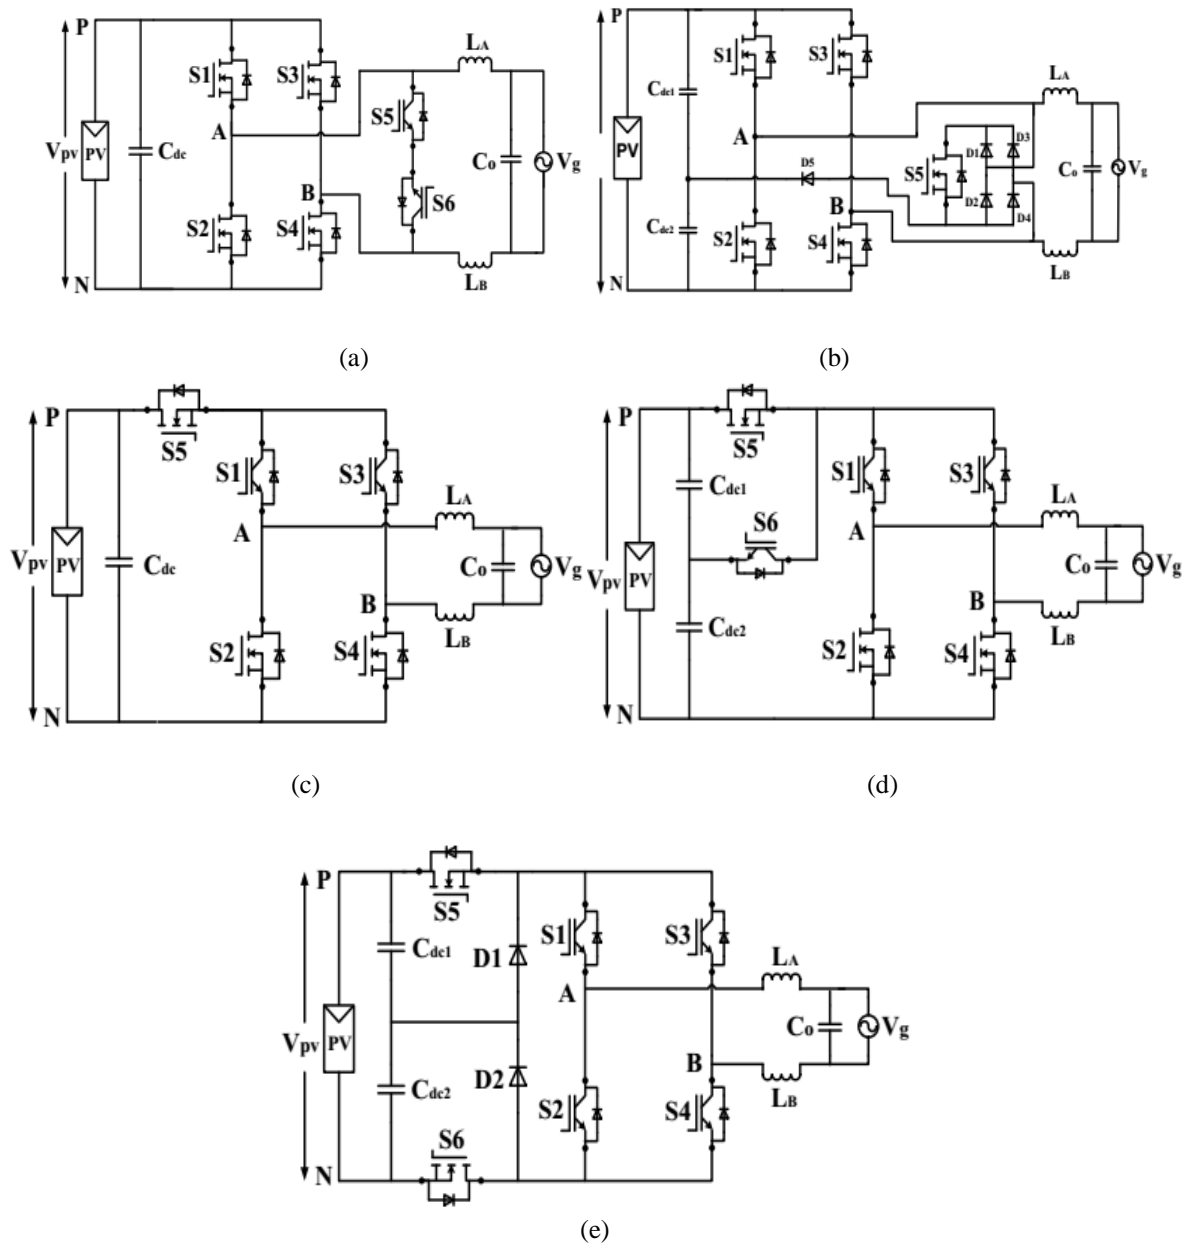 P
S1
S3
LA
S5
A
Vpv
PV
Cdc
Co
Vg
B
S6
S2
S4
N
LB
(a)
P
S1
S3
Cdc1
LA
A
D1
D3
Vpv
PV
D5
S5
Co
Vg
D2
D4
B
Cdc2
S2
S4
N
LB
(b)
P
S5
S1
S3
LA
A
Vpv
PV
Cdc
Co
Vg
B
S2
S4
LB
N
(c)
P
S5
S1
S3
Cdc1
LA
S6
A
Vpv
PV
Co
Vg
B
Cdc2
S2
S4
LB
N
(d)
P
S5
S1
S3
Cdc1
D1
LA
A
Vpv
PV
Co
Vg
B
D2
Cdc2
S2
S4
LB
S6
N
(e)